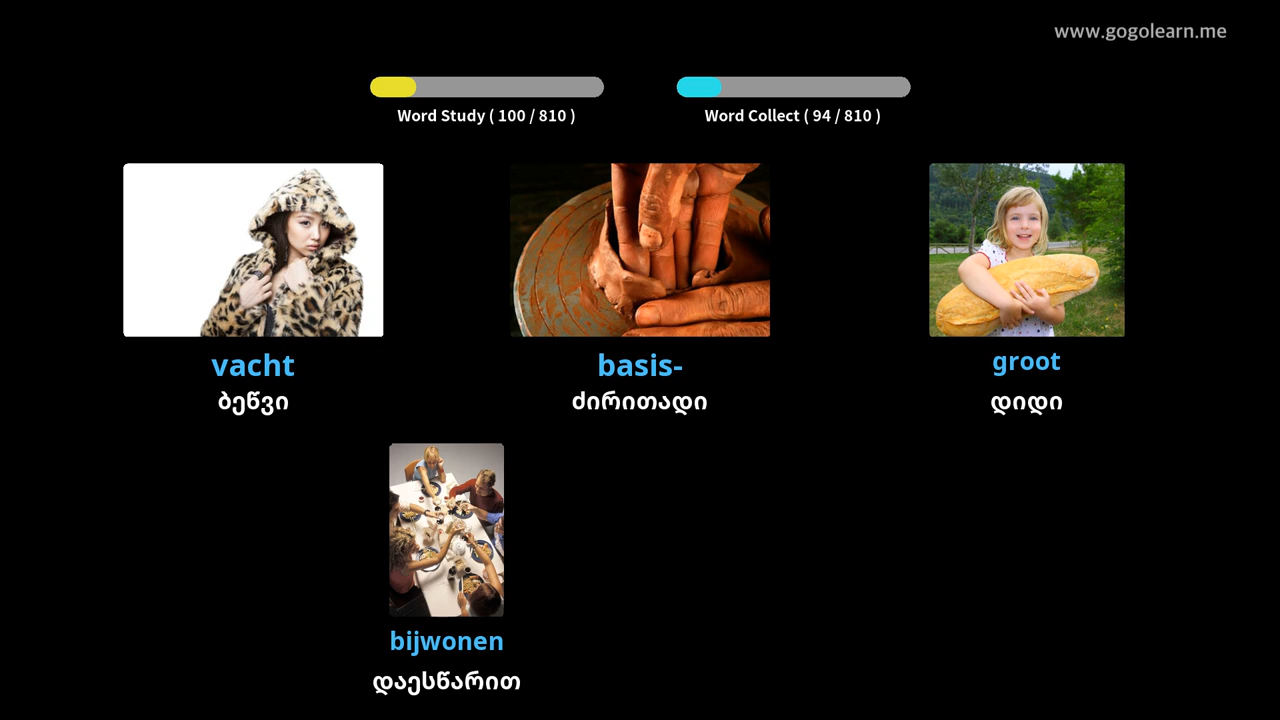 www.gogolearn.me
Word Study ( 100 / 810 )
Word Collect ( 94 / 810 )
vacht
ბეწვი
basis-
ძირითადი
groot
დიდი
bijwonen
დაესწარით